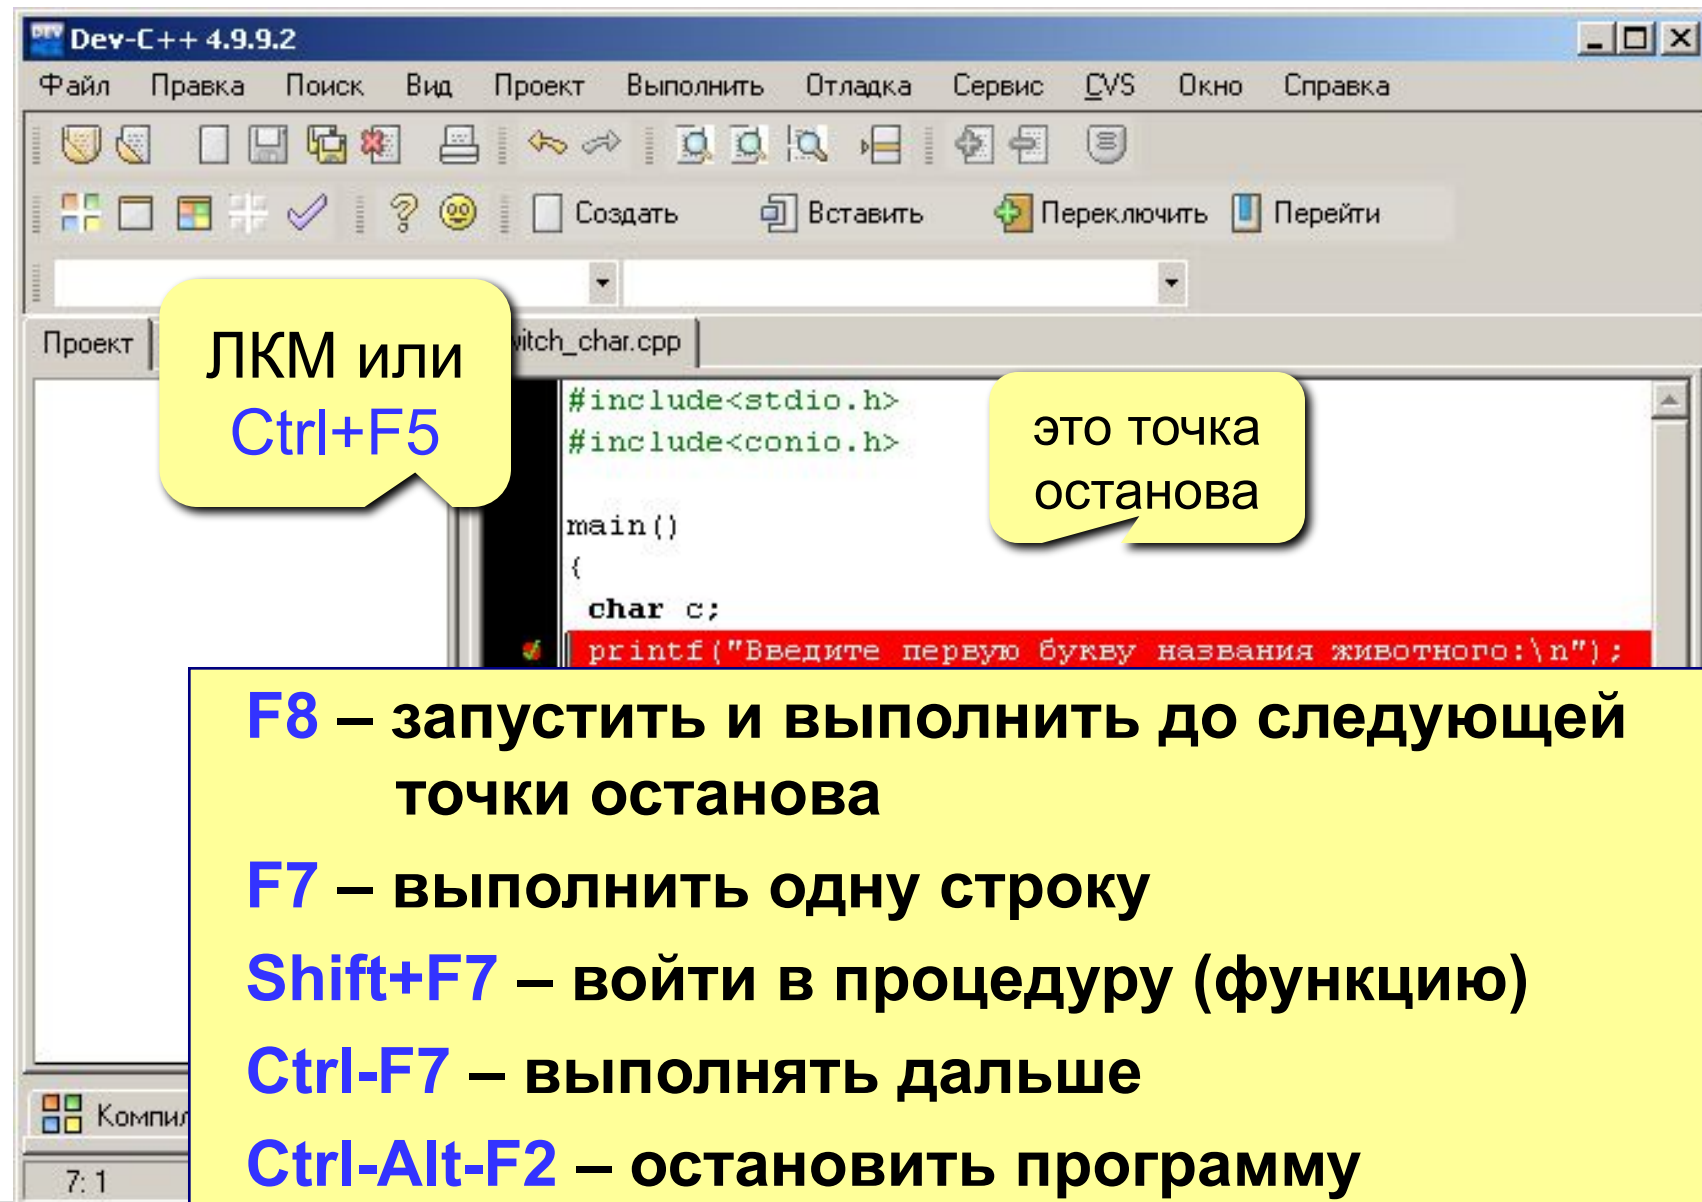 Dev-C++ 4.9.9.2
Файл Правка Поиск Вид Проект Выполнить Отладка Сервис CVS Окно Справка
Создать Вставить Переключить Перейти
Проект
itch_char.cpp
ЛКМ или
Ctrl+F5
#include<stdio.h>
#include<conio.h>
это точка
останова
main()
{
char c;
printf("Введите первую букву названия животного:\n");
F8 – запустить и выполнить до следующей
точки останова
F7 – выполнить одну строку
Shift+F7 – войти в процедуру (функцию)
Ctrl-F7 – выполнять дальше
Ctrl-Alt-F2 – остановить программу
Компил
7: 1